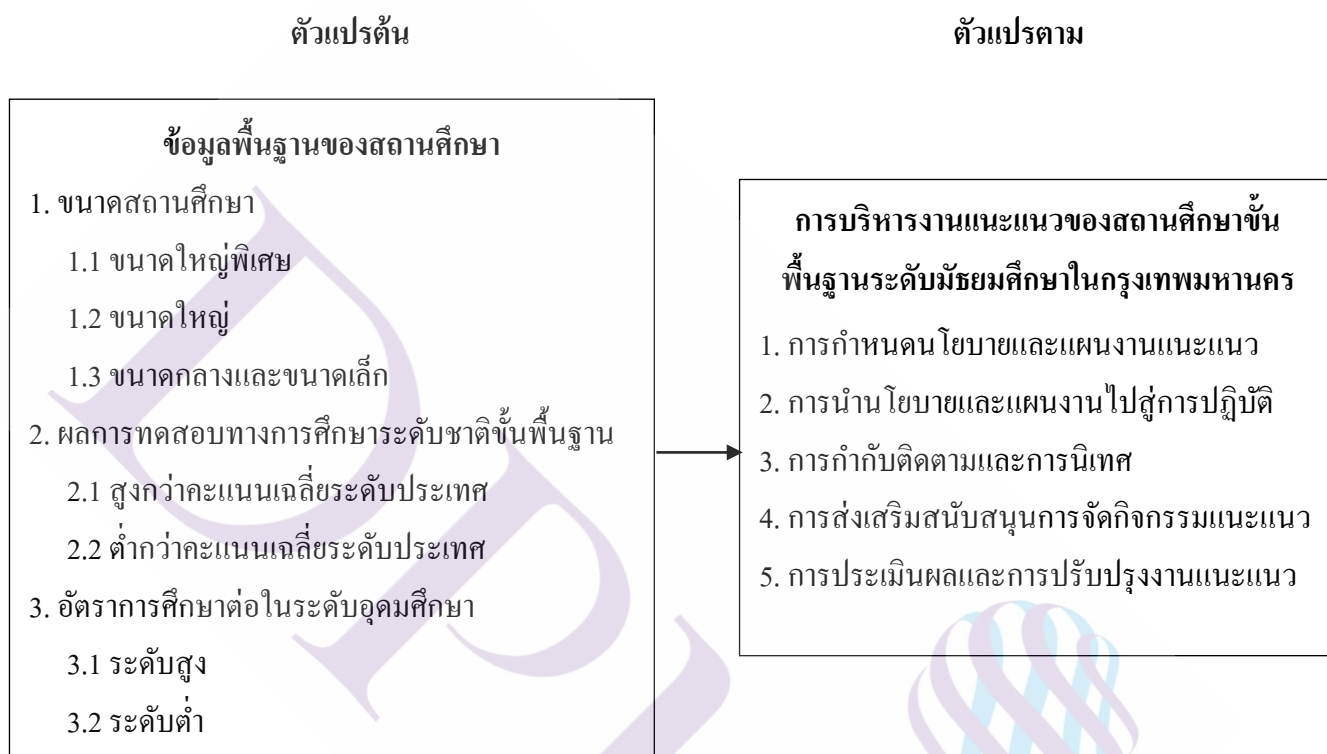 ตัวแปรต้น
ตัวแปรตาม
ข้อมูลพื้นฐานของสถานศึกษา
1. ขนาดสถานศึกษา
1.1 ขนาดใหญ่พิเศษ
1.2 ขนาดใหญ่
1.3 ขนาดกลางและขนาดเล็ก
2. ผลการทดสอบทางการศึกษาระดับชาติขั้นพื้นฐาน
2.1 สูงกว่าคะแนนเฉลี่ยระดับประเทศ
2.2 ต่ำกว่าคะแนนเฉลี่ยระดับประเทศ
3. อัตราการศึกษาต่อในระดับอุดมศึกษา
3.1 ระดับสูง
3.2 ระดับต่ำ
การบริหารงานแนะแนวของสถานศึกษาขั้น
พื้นฐานระดับมัธยมศึกษาในกรุงเทพมหานคร
1. การกำหนดนโยบายและแผนงานแนะแนว
2. การนำนโยบายและแผนงานไปสู่การปฏิบัติ
3. การกำกับติดตามและการนิเทศ
4. การส่งเสริมสนับสนุนการจัดกิจกรรมแนะแนว
5. การประเมินผลและการปรับปรุงงานแนะแนว